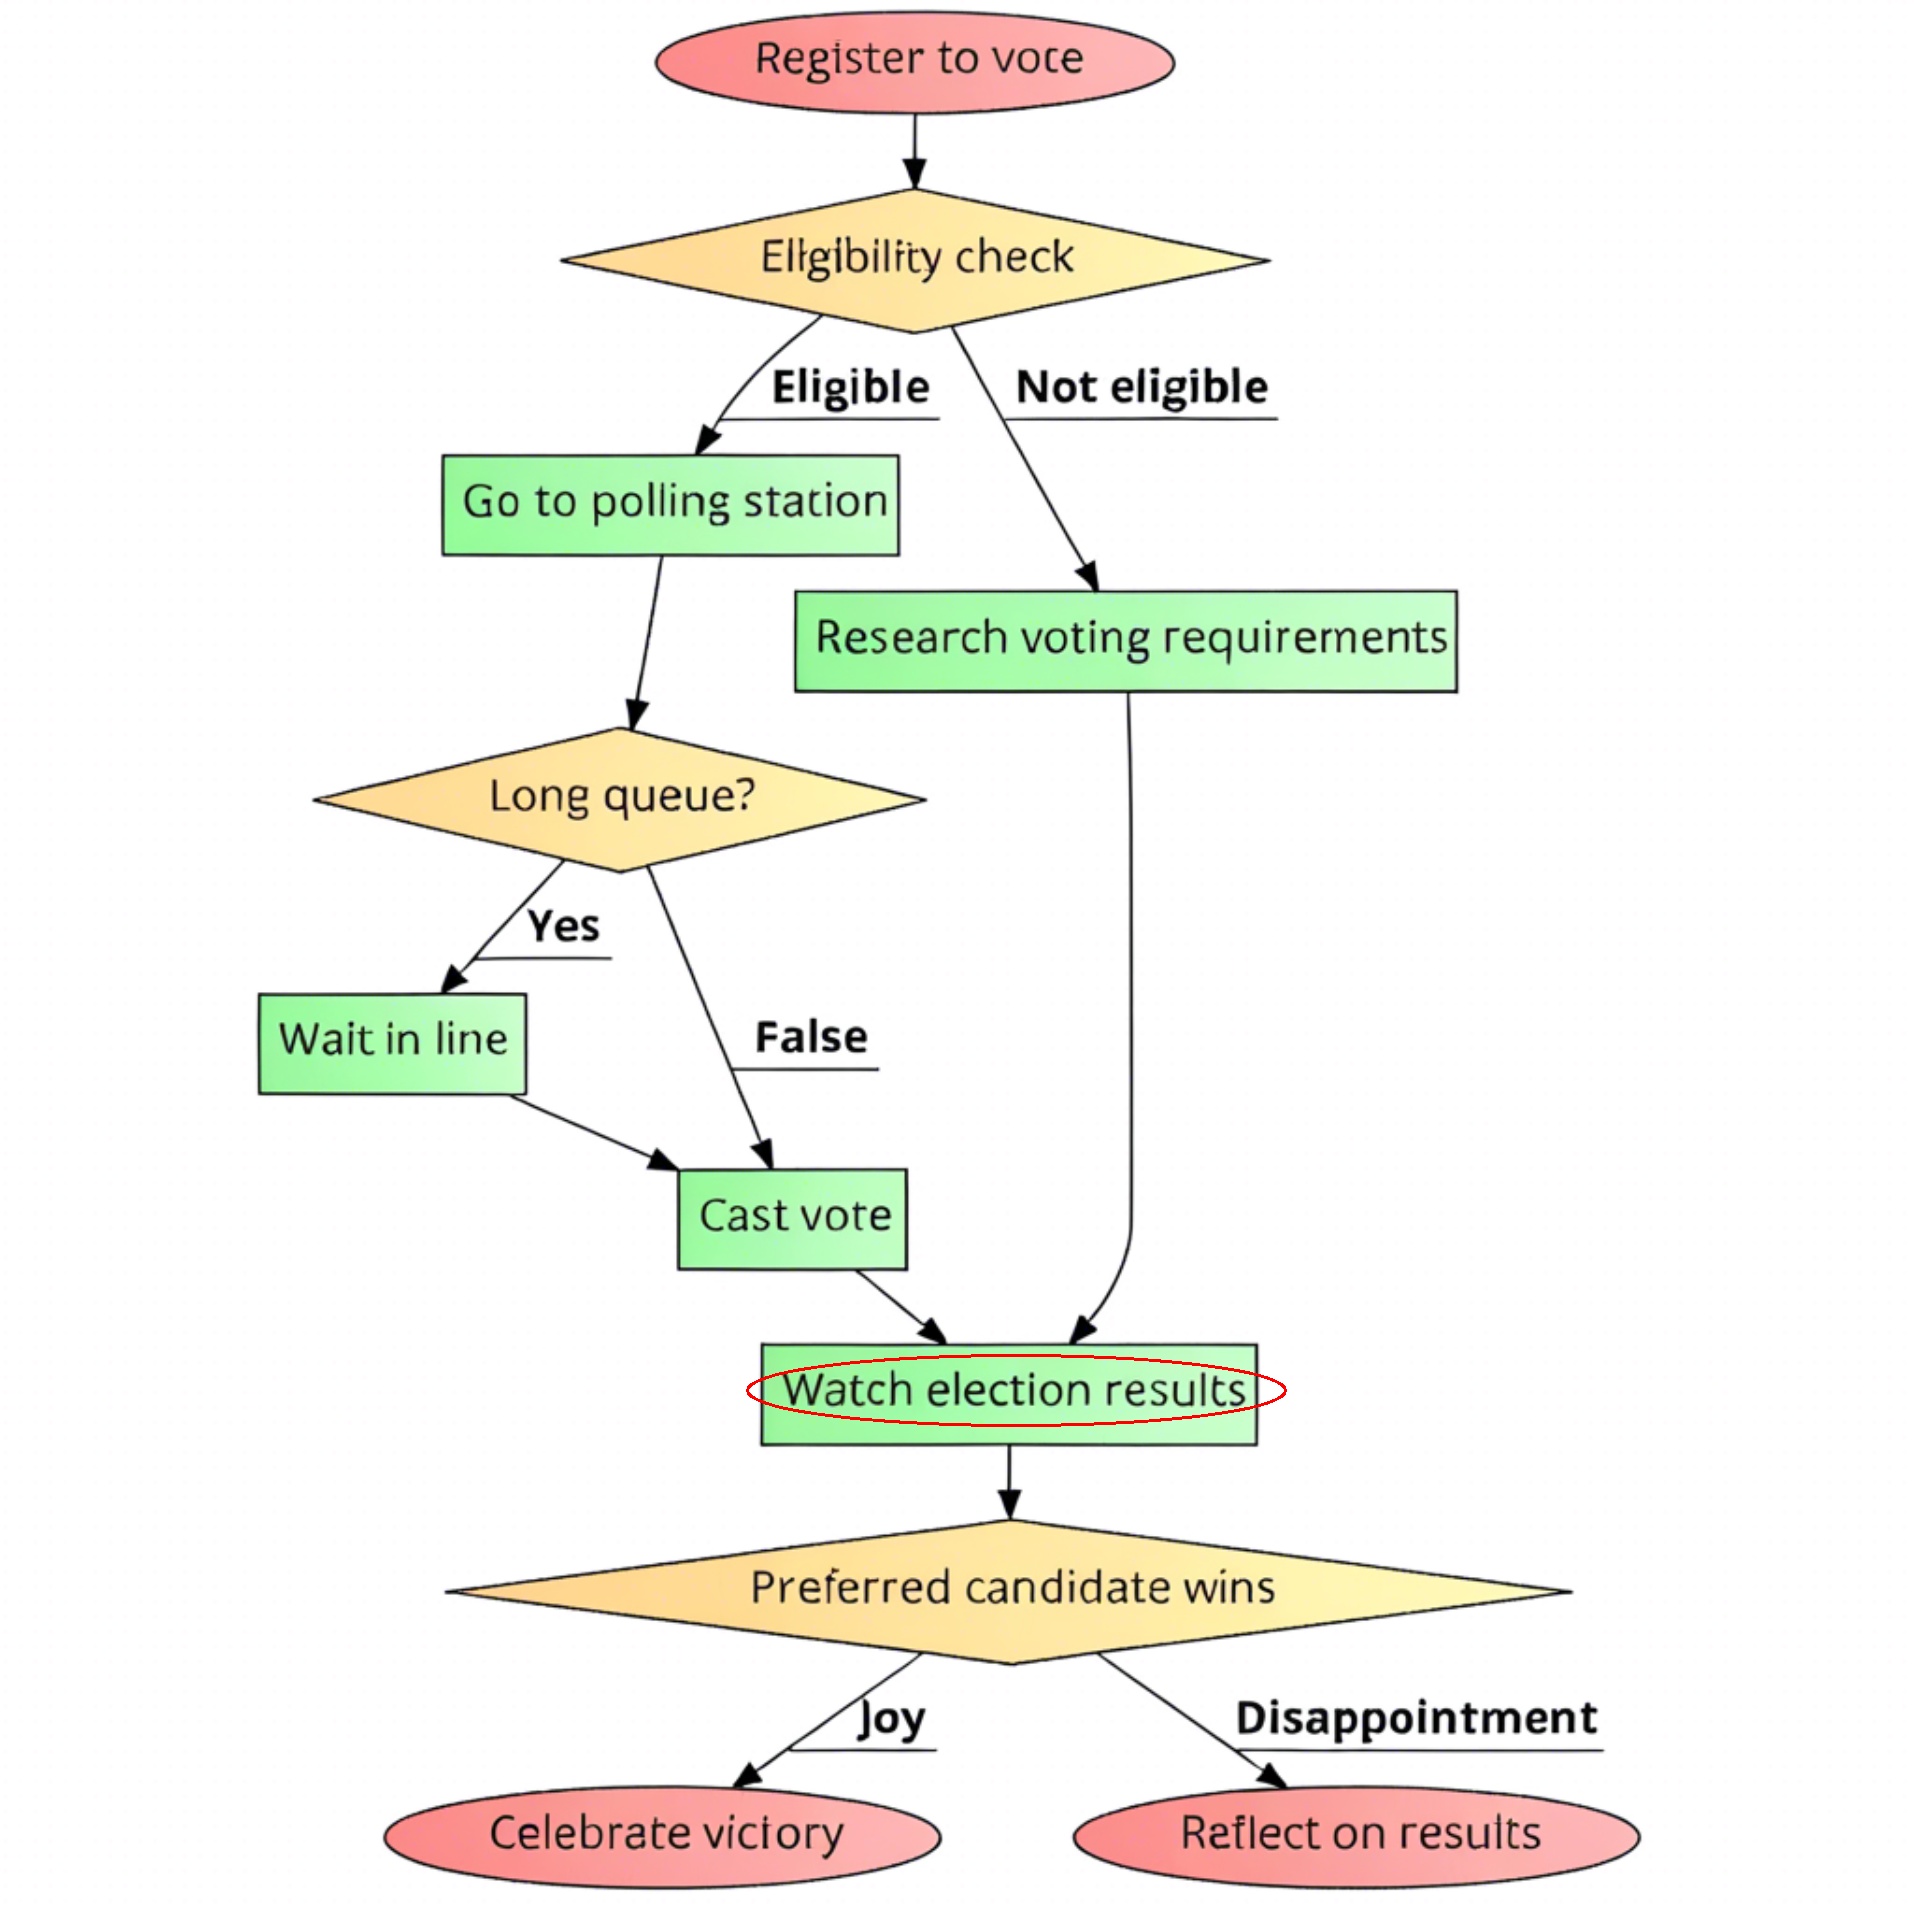 Register to vote
Eligibility check
Eligible
Not eligible
Go to polling station
Research voting requirements
Long queue?
Yes
Wait in line
False
Cast vote
Watch election results
Preferred candidate wins
Joy
Disappointment
Celebrate victory
Reflect on results